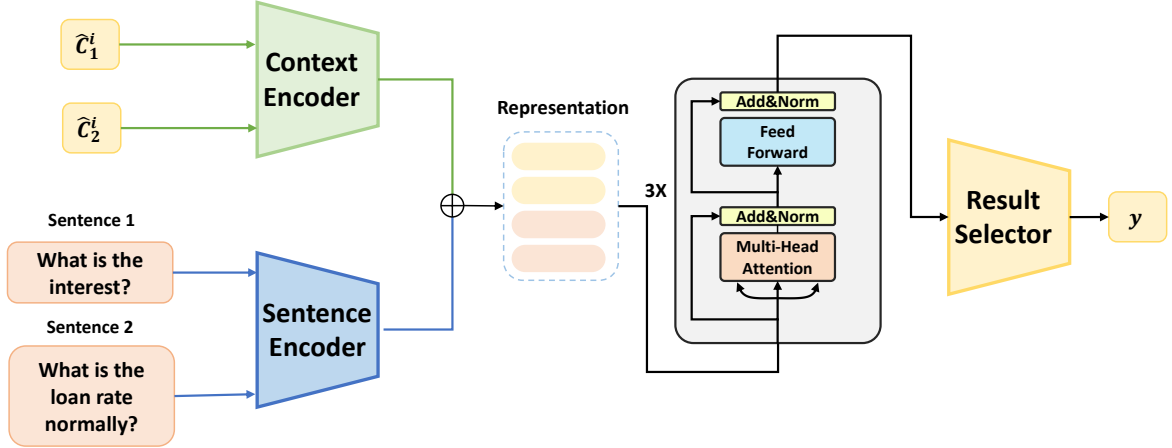 Ĉ₁ⁱ
Ĉ₂ⁱ
Context
Encoder
Sentence 1
What is the
interest?
Sentence 2
What is the
loan rate
normally?
Sentence
Encoder
Representation
3X
Add&Norm
Feed
Forward
Add&Norm
Multi-Head
Attention
Result
Selector
y